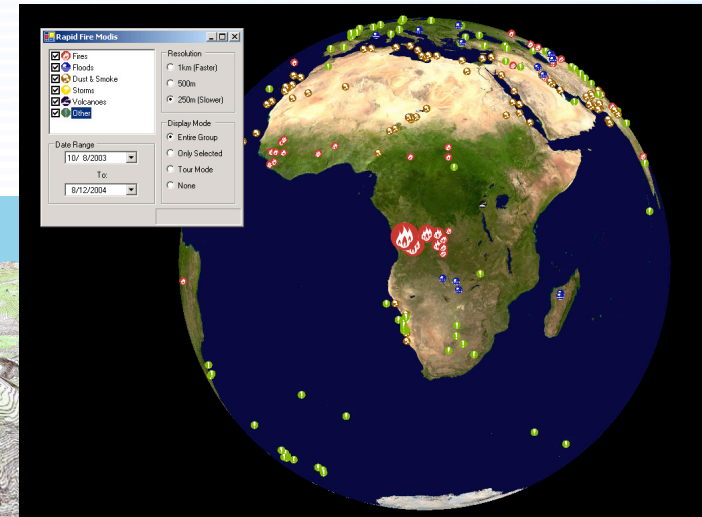 Rapid Fire Modis
Fires
Floods
Dust & Smoke
Storms
Volcanoes
Other
Resolution
1km (Faster)
500m
250m (Slower)
Display Mode
Entire Group
Only Selected
Tour Mode
None
Date Range
10/ 8/2003
To:
8/12/2004